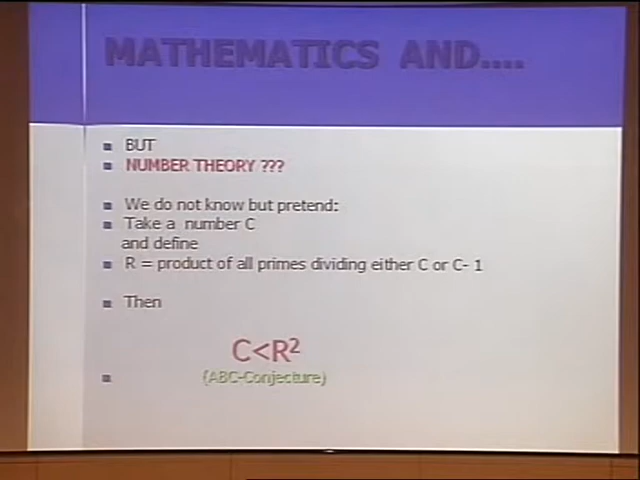 MATHEMATICS AND....
BUT
NUMBER THEORY ???
We do not know but pretend:
Take a number C
and define
R = product of all primes dividing either C or C- 1
Then
C<R²
(ABC-Conjecture)